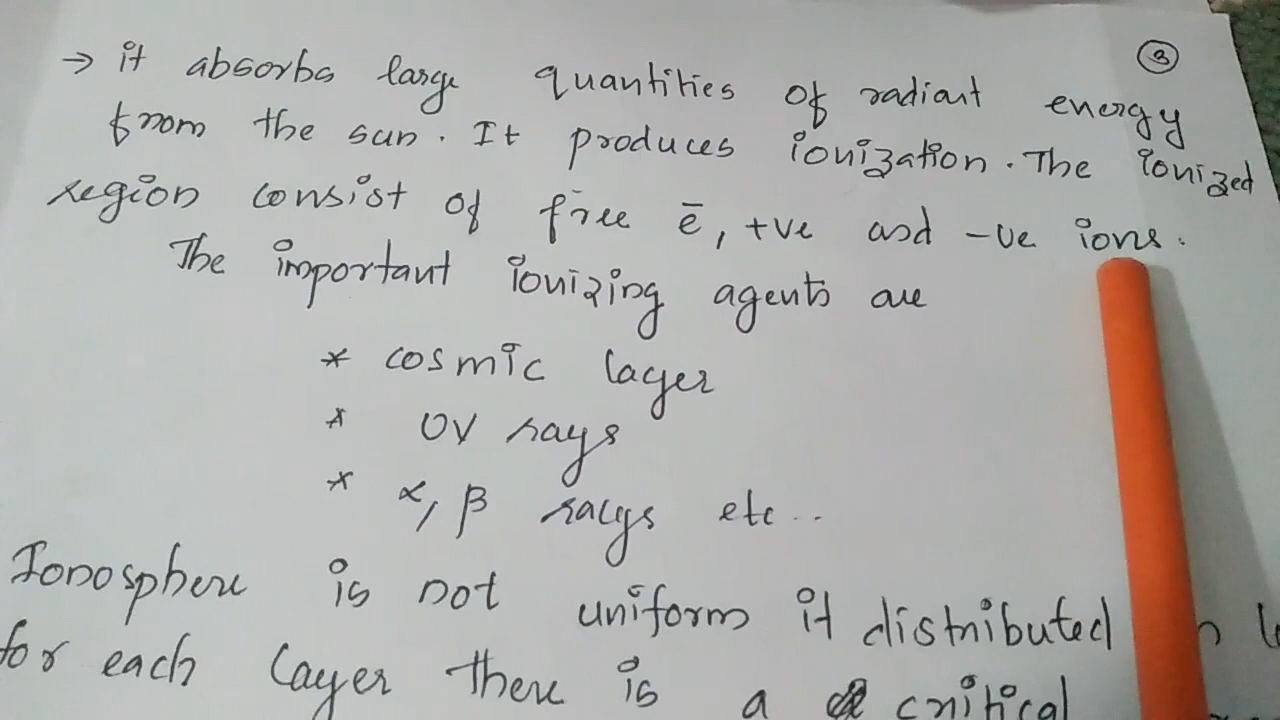 ③
→ it absorbs large quantities of radiant energy
from the sun. It produces ionization. The ionized
region consist of free ē, +ve and -ve ions.
The important ionizing agents are
* cosmic layer
* UV rays
* α, β rays etc..
Ionosphere is not uniform it distributed
for each layer there is a critical